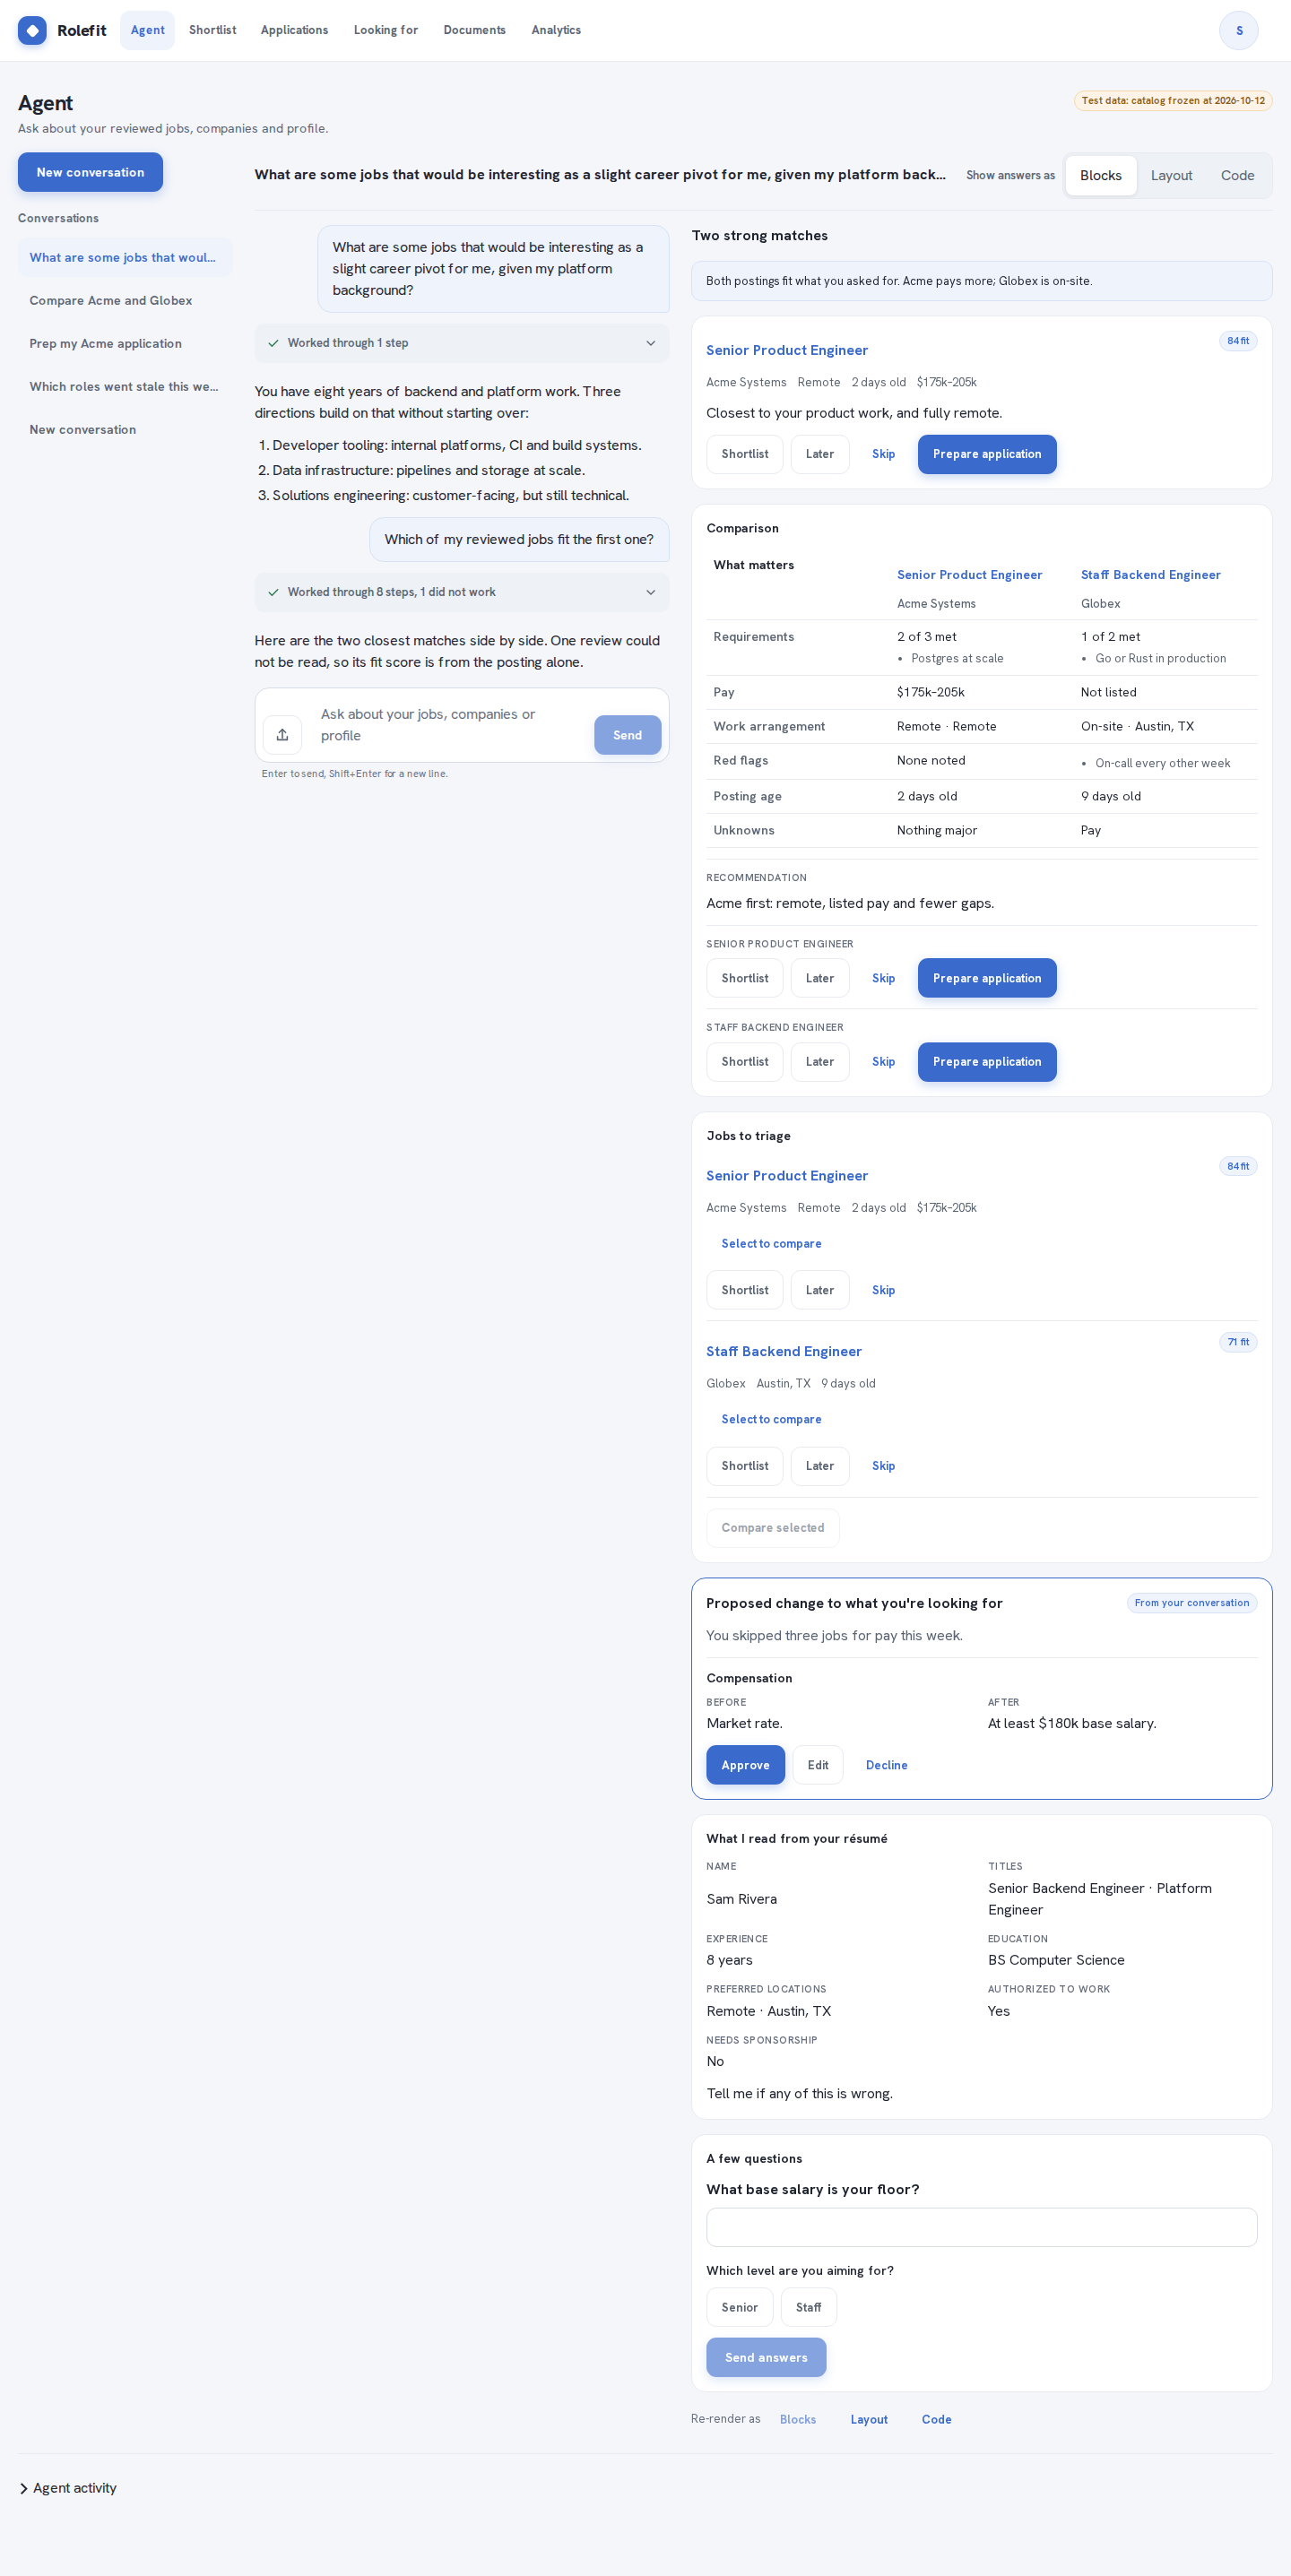 Rolefit
Agent
Shortlist
Applications
Looking for
Documents
Analytics
S
Agent
Test data: catalog frozen at 2026-10-12
Ask about your reviewed jobs, companies and profile.
New conversation
Conversations
What are some jobs that woul...
Compare Acme and Globex
Prep my Acme application
Which roles went stale this we...
New conversation
What are some jobs that would be interesting as a slight career pivot for me, given my platform back...
Show answers as
Blocks
Layout
Code
What are some jobs that would be interesting as a
slight career pivot for me, given my platform
background?
Worked through 1 step
You have eight years of backend and platform work. Three
directions build on that without starting over:
1. Developer tooling: internal platforms, CI and build systems.
2. Data infrastructure: pipelines and storage at scale.
3. Solutions engineering: customer-facing, but still technical.
Which of my reviewed jobs fit the first one?
Worked through 8 steps, 1 did not work
Here are the two closest matches side by side. One review could
not be read, so its fit score is from the posting alone.
Ask about your jobs, companies or
profile
Send
Enter to send, Shift+Enter for a new line.
Two strong matches
Both postings fit what you asked for. Acme pays more; Globex is on-site.
Senior Product Engineer
84 fit
Acme Systems Remote 2 days old $175k–205k
Closest to your product work, and fully remote.
Shortlist Later Skip Prepare application
Comparison
What matters
Senior Product Engineer Staff Backend Engineer
Acme Systems Globex
Requirements 2 of 3 met 1 of 2 met
• Postgres at scale • Go or Rust in production
Pay $175k–205k Not listed
Work arrangement Remote · Remote On-site · Austin, TX
Red flags None noted • On-call every other week
Posting age 2 days old 9 days old
Unknowns Nothing major Pay
RECOMMENDATION
Acme first: remote, listed pay and fewer gaps.
SENIOR PRODUCT ENGINEER
Shortlist Later Skip Prepare application
STAFF BACKEND ENGINEER
Shortlist Later Skip Prepare application
Jobs to triage
Senior Product Engineer
84 fit
Acme Systems Remote 2 days old $175k–205k
Select to compare
Shortlist Later Skip
Staff Backend Engineer
71 fit
Globex Austin, TX 9 days old
Select to compare
Shortlist Later Skip
Compare selected
Proposed change to what you're looking for
From your conversation
You skipped three jobs for pay this week.
Compensation
BEFORE AFTER
Market rate. At least $180k base salary.
Approve Edit Decline
What I read from your résumé
NAME TITLES
Sam Rivera Senior Backend Engineer · Platform
Engineer
EXPERIENCE EDUCATION
8 years BS Computer Science
PREFERRED LOCATIONS AUTHORIZED TO WORK
Remote · Austin, TX Yes
NEEDS SPONSORSHIP
No
Tell me if any of this is wrong.
A few questions
What base salary is your floor?
Which level are you aiming for?
Senior Staff
Send answers
Re-render as Blocks Layout Code
Agent activity